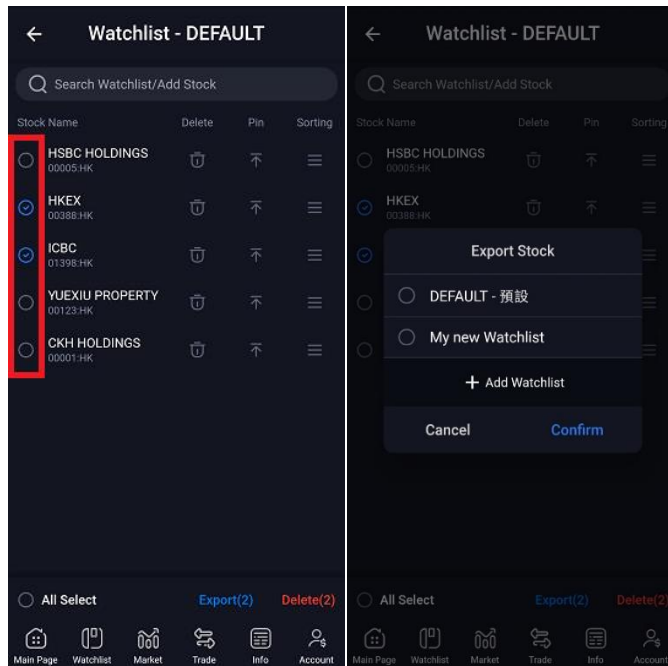 Watchlist - DEFAULT
Search Watchlist/Add Stock
Stock Name Delete Pin Sorting
HSBC HOLDINGS
00005:HK
HKEX
00388:HK
ICBC
01398:HK
YUEXIU PROPERTY
00123:HK
CKH HOLDINGS
00001:HK
All Select Export(2) Delete(2)
Main Page Watchlist Market Trade Info Account
Watchlist - DEFAULT
Search Watchlist/Add Stock
Stock Name Delete Pin Sorting
HSBC HOLDINGS
00005:HK
HKEX
00388:HK
Export Stock
DEFAULT - 預設
My new Watchlist
+ Add Watchlist
Cancel Confirm
All Select Export(2) Delete(2)
Main Page Watchlist Market Trade Info Account